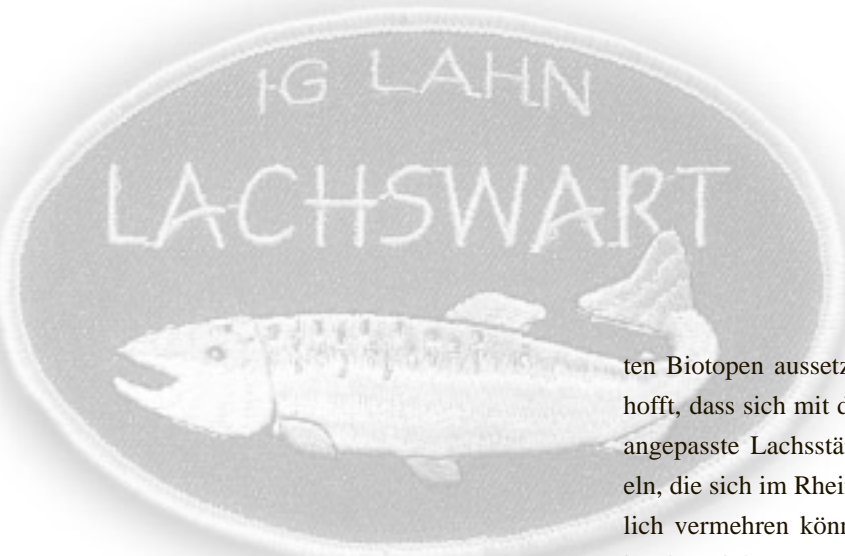 IG LAHN
LACHSWART
ten Biotopen aussetz
hofft, dass sich mit d
angepasste Lachsstä
eln, die sich im Rhei
lich vermehren könn